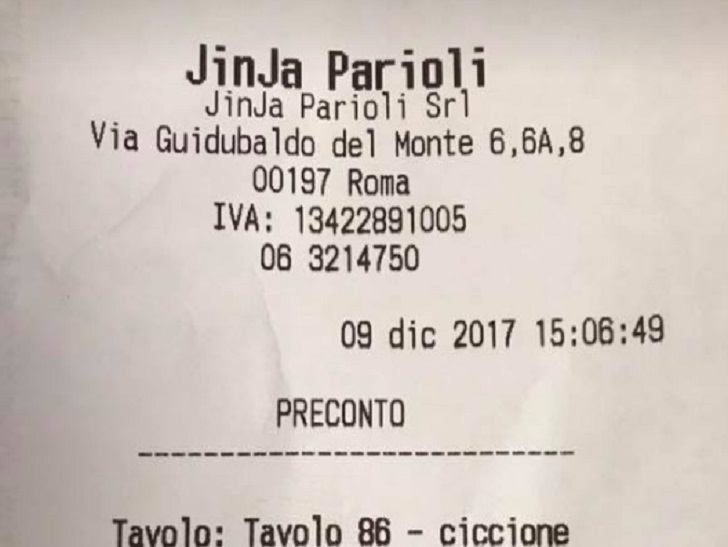 JinJa Parioli
JinJa Parioli Srl
Via Guidubaldo del Monte 6,6A,8
00197 Roma
IVA: 13422891005
06 3214750
09 dic 2017 15:06:49
PRECONTO
---------------------------
Tavolo: Tavolo 86 - ciccione